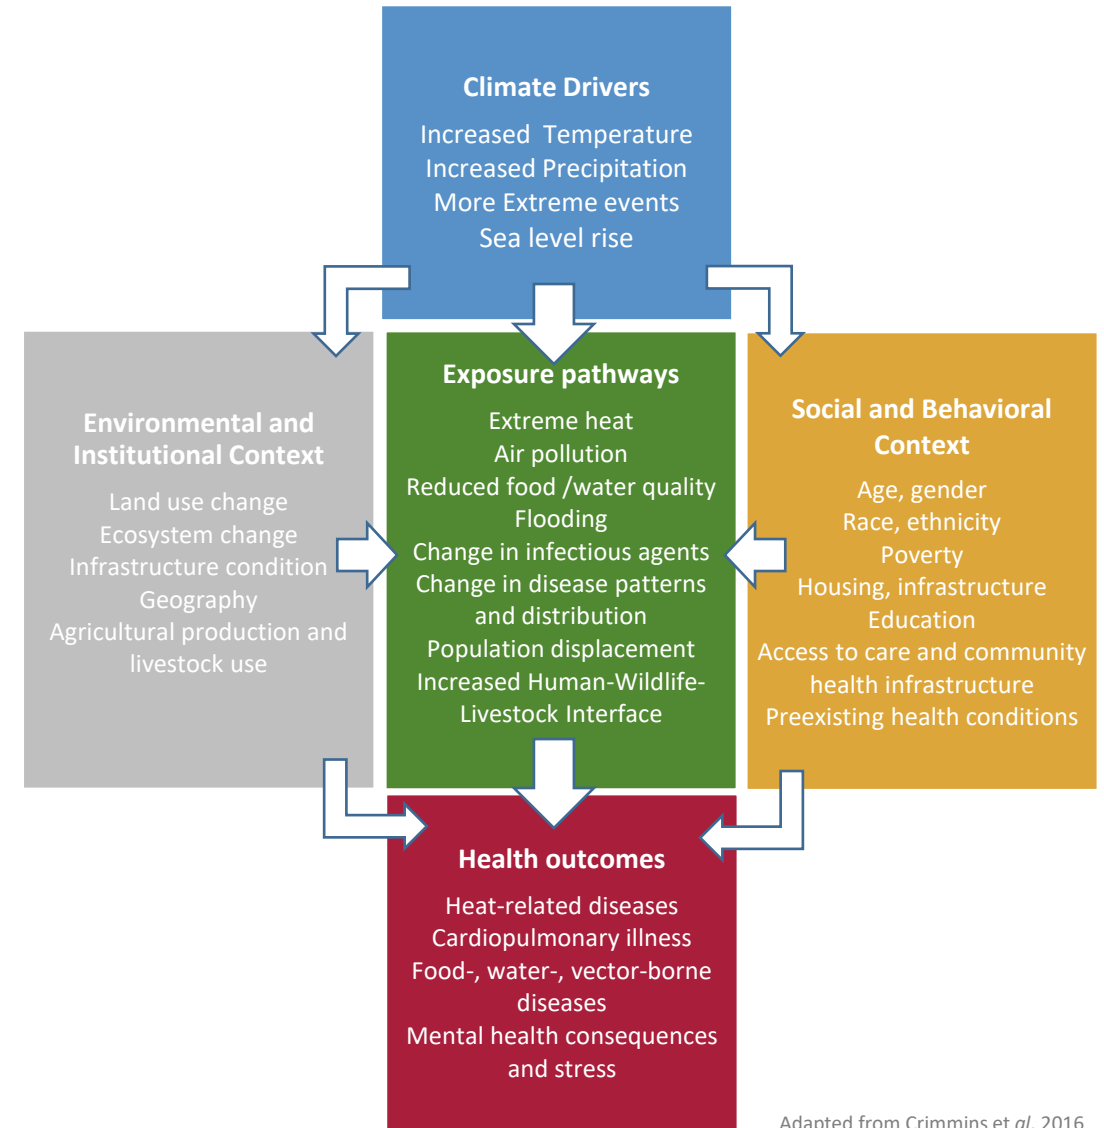 Climate Drivers
Increased  Temperature
Increased Precipitation
More Extreme events
Sea level rise
Environmental and
Institutional Context
Land use change
Ecosystem change
Infrastructure condition
Geography
Agricultural production and
livestock use
Exposure pathways
Extreme heat
Air pollution
Reduced food /water quality
Flooding
Change in infectious agents
Change in disease patterns
and distribution
Population displacement
Increased Human-Wildlife-
Livestock Interface
Social and Behavioral
Context
Age, gender
Race, ethnicity
Poverty
Housing, infrastructure
Education
Access to care and community
health infrastructure
Preexisting health conditions
Health outcomes
Heat-related diseases
Cardiopulmonary illness
Food-, water-, vector-borne
diseases
Mental health consequences
and stress
Adapted from Crimmins et al. 2016